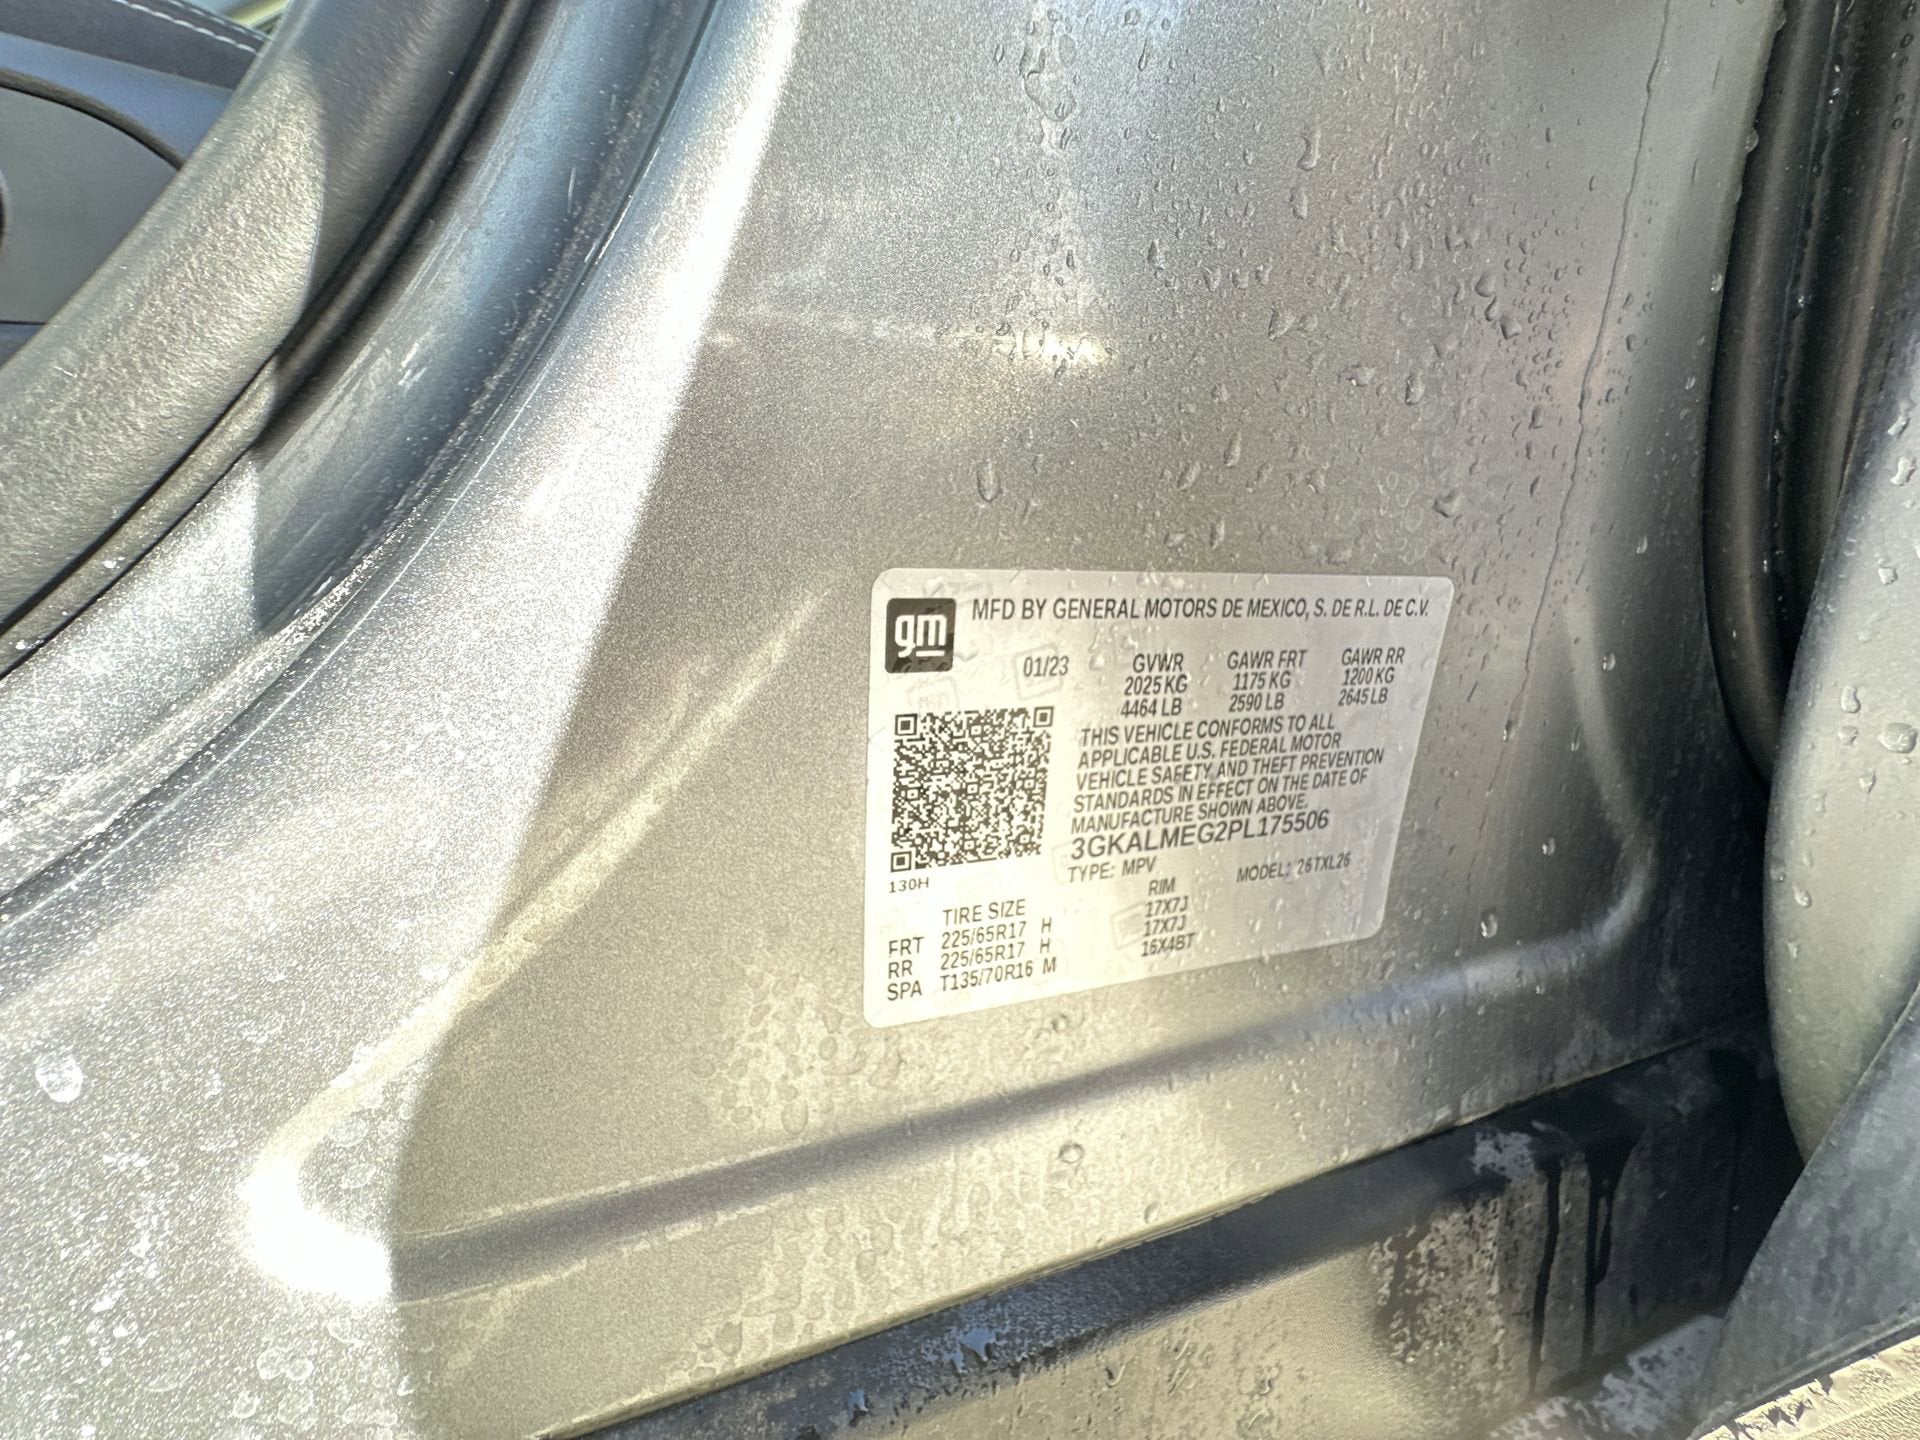 gm
MFD BY GENERAL MOTORS DE MEXICO, S. DE R.L. DE C.V.
01/23 GVWR GAWR FRT GAWR RR
2025 KG 1175 KG 1200 KG
4464 LB 2590 LB 2645 LB
THIS VEHICLE CONFORMS TO ALL
APPLICABLE U.S. FEDERAL MOTOR
VEHICLE SAFETY AND THEFT PREVENTION
STANDARDS IN EFFECT ON THE DATE OF
MANUFACTURE SHOWN ABOVE.
3GKALMEG2PL175506
TYPE: MPV MODEL: 26TXL26
130H
TIRE SIZE RIM
FRT 225/65R17 H 17X7J
RR 225/65R17 H 17X7J
SPA T135/70R16 M 16X4BT